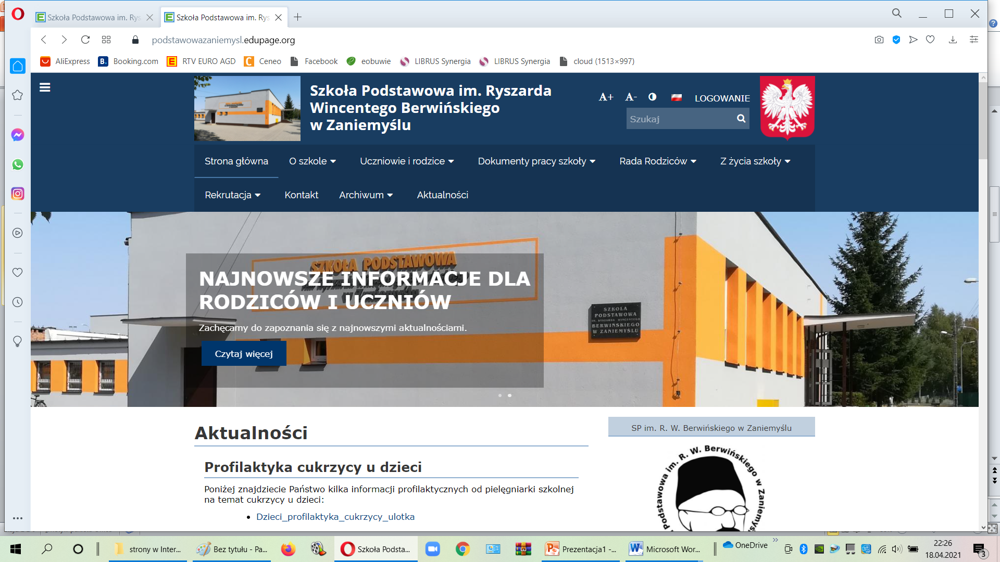 Szkoła Podstawowa im. Rys
Szkoła Podstawowa im. Rys
podstawowazaniemysl.edupage.org
AliExpress
Booking.com
RTV EURO AGD
Ceneo
Facebook
eobuwie
LIBRUS Synergia
LIBRUS Synergia
cloud (1513×997)
Szkoła Podstawowa im. Ryszarda
Wincentego Berwińskiego
w Zaniemyślu
A+ A-
LOGOWANIE
Szukaj
Strona główna
O szkole
Uczniowie i rodzice
Dokumenty pracy szkoły
Rada Rodziców
Z życia szkoły
Rekrutacja
Kontakt
Archiwum
Aktualności
SZKOŁA PODSTAWOWA
NAJNOWSZE INFORMACJE DLA
RODZICÓW I UCZNIÓW
Zachęcamy do zapoznania się z najnowszymi aktualnościami.
Czytaj więcej
SZKOŁA
PODSTAWOWA
IM. RYSZARDA WINCENTEGO
BERWIŃSKIEGO
W ZANIEMYŚLU
Aktualności
Profilaktyka cukrzycy u dzieci
Poniżej znajdziecie Państwo kilka informacji profilaktycznych od pielęgniarki szkolnej
na temat cukrzycy u dzieci:
• Dzieci_profilaktyka_cukrzycy_ulotka
SP im. R. W. Berwińskiego w Zaniemyślu
Podstawowa im. R. W. Berwińskiego w Zaniemyś
strony w Inter...
Bez tytułu - Pa...
Szkoła Podsta...
Prezentacja1 -...
Microsoft Wor...
OneDrive
22:26
18.04.2021
3